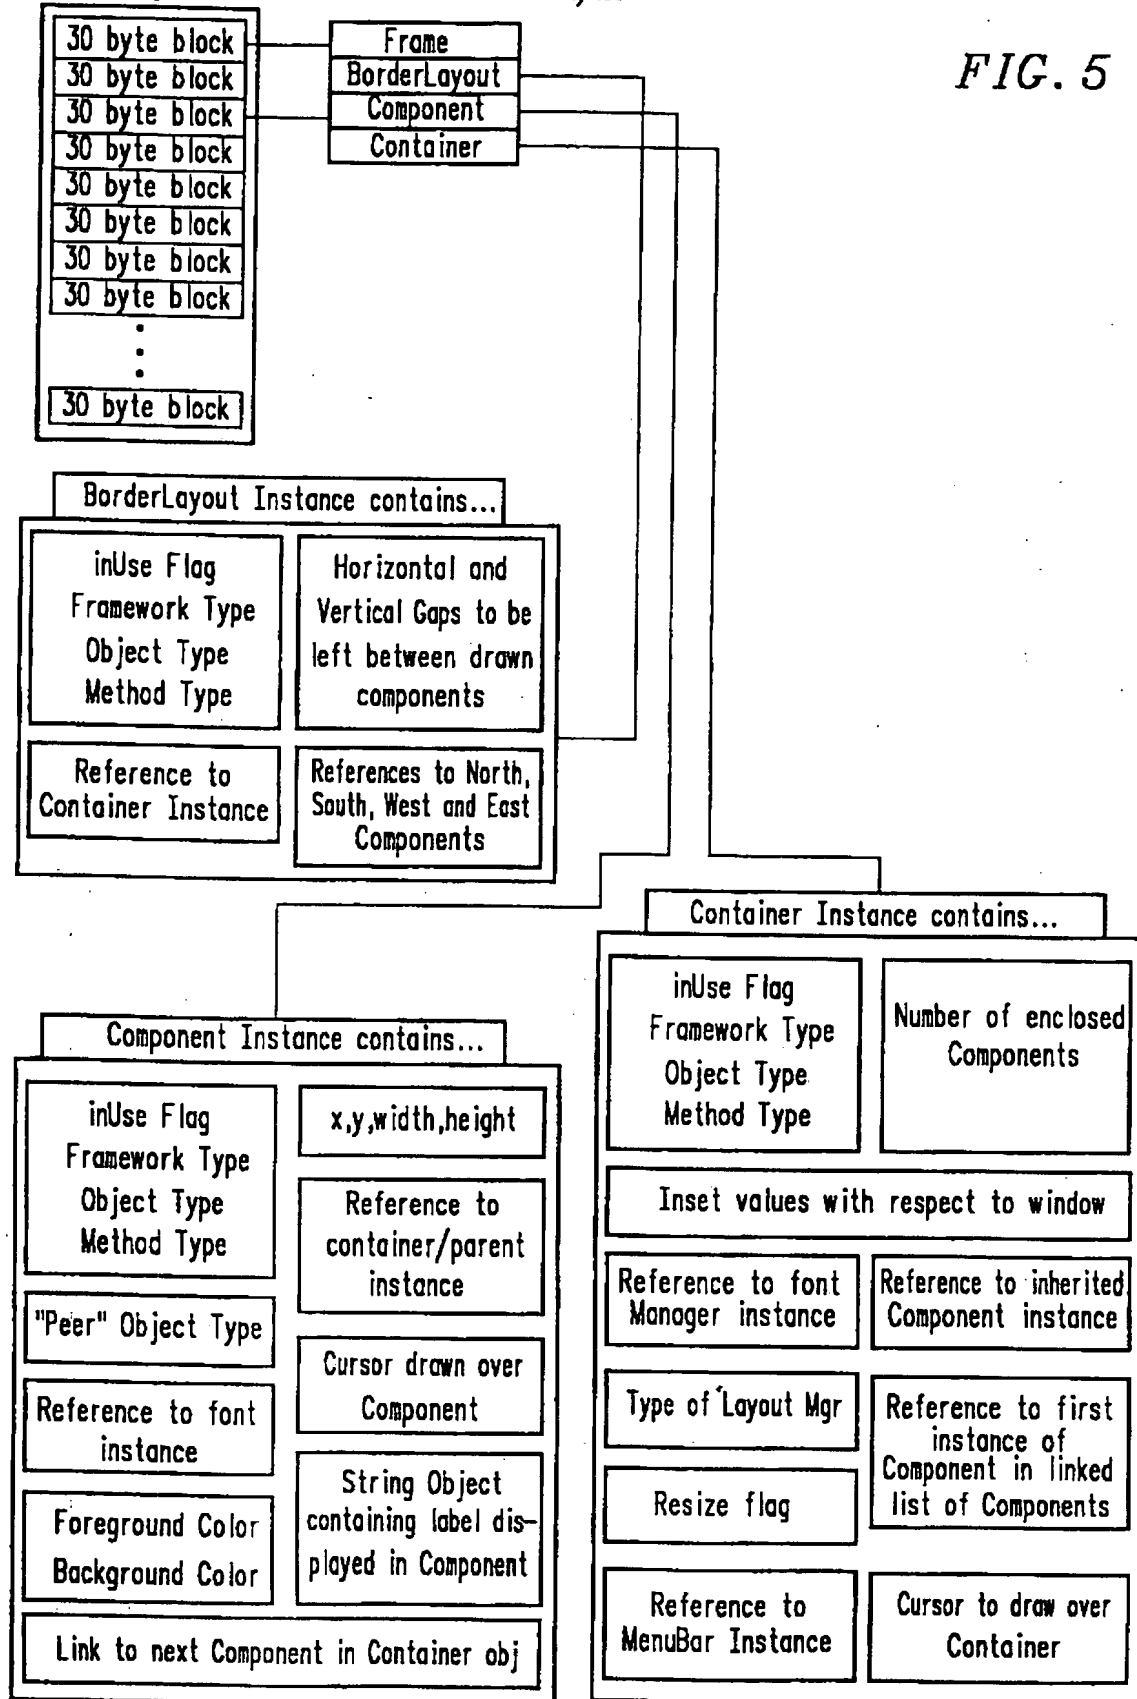 FIG. 5
30 byte block
30 byte block
30 byte block
30 byte block
30 byte block
30 byte block
30 byte block
30 byte block
30 byte block
Frame
BorderLayout
Component
Container
BorderLayout Instance contains...
inUse Flag
Framework Type
Object Type
Method Type
Horizontal and
Vertical Gaps to be
left between drawn
components
Reference to
Container Instance
References to North,
South, West and East
Components
Component Instance contains...
inUse Flag
Framework Type
Object Type
Method Type
x,y,width,height
Reference to
container/parent
instance
"Peer" Object Type
Cursor drawn over
Component
Reference to font
instance
String Object
containing label dis-
played in Component
Foreground Color
Background Color
Link to next Component in Container obj
Container Instance contains...
inUse Flag
Framework Type
Object Type
Method Type
Number of enclosed
Components
Inset values with respect to window
Reference to font
Manager instance
Reference to inherited
Component instance
Type of Layout Mgr
Reference to first
instance of
Component in linked
list of Components
Resize flag
Reference to
MenuBar Instance
Cursor to draw over
Container